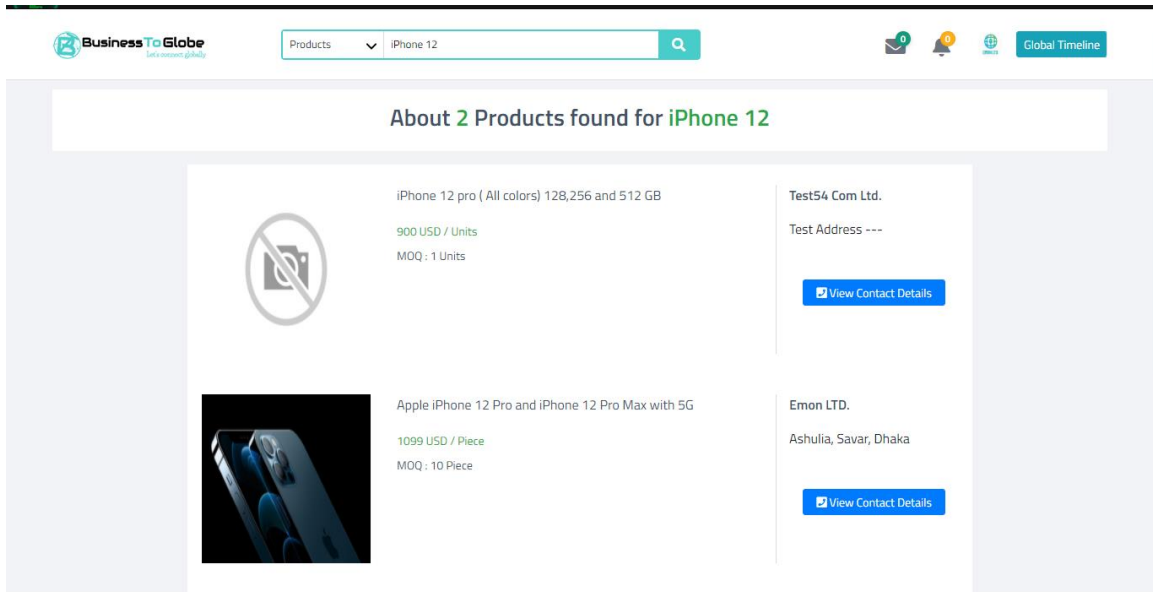 BusinessToGlobe
Let's connect globally
Products
iPhone 12
0
0
Global Timeline
About 2 Products found for iPhone 12
iPhone 12 pro ( All colors) 128,256 and 512 GB
900 USD / Units
MOQ : 1 Units
Test54 Com Ltd.
Test Address ---
View Contact Details
Apple iPhone 12 Pro and iPhone 12 Pro Max with 5G
1099 USD / Piece
MOQ : 10 Piece
Emon LTD.
Ashulia, Savar, Dhaka
View Contact Details